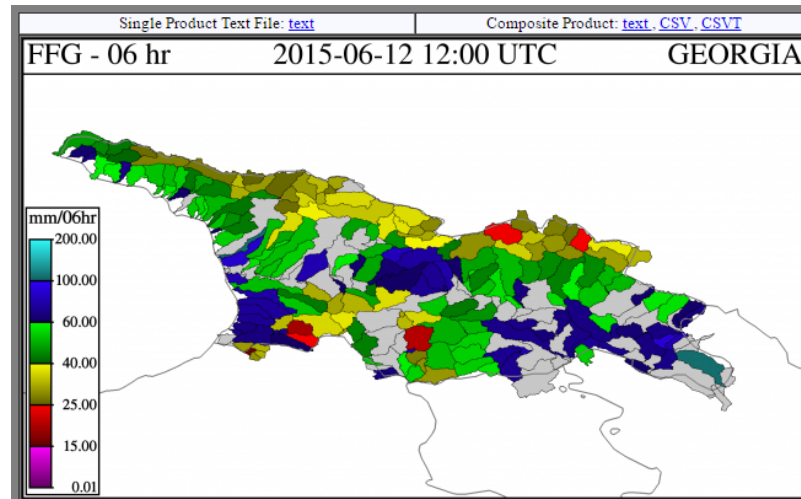 Single Product Text File: text
Composite Product: text , CSV , CSVT
FFG - 06 hr 2015-06-12 12:00 UTC GEORGIA
mm/06hr
200.00
100.00
60.00
40.00
25.00
15.00
0.01